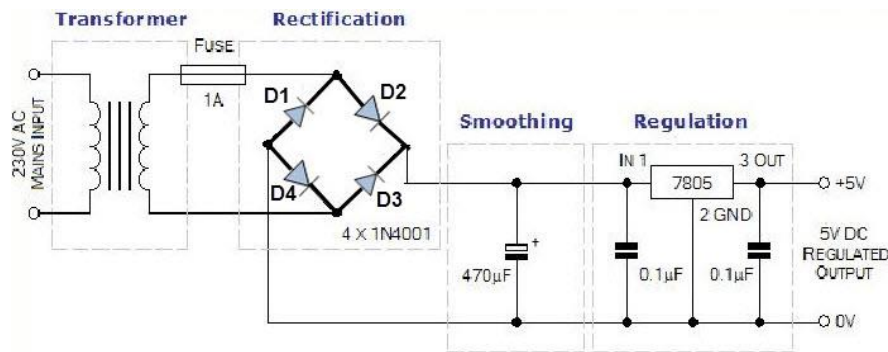 Transformer
Rectification
FUSE
1A
D1
D2
D4
D3
4 X 1N4001
230V AC
MAINS INPUT
Smoothing
Regulation
470µF
+
IN 1
7805
3 OUT
2 GND
0.1µF
0.1µF
+5V
5V DC
REGULATED
OUTPUT
0V